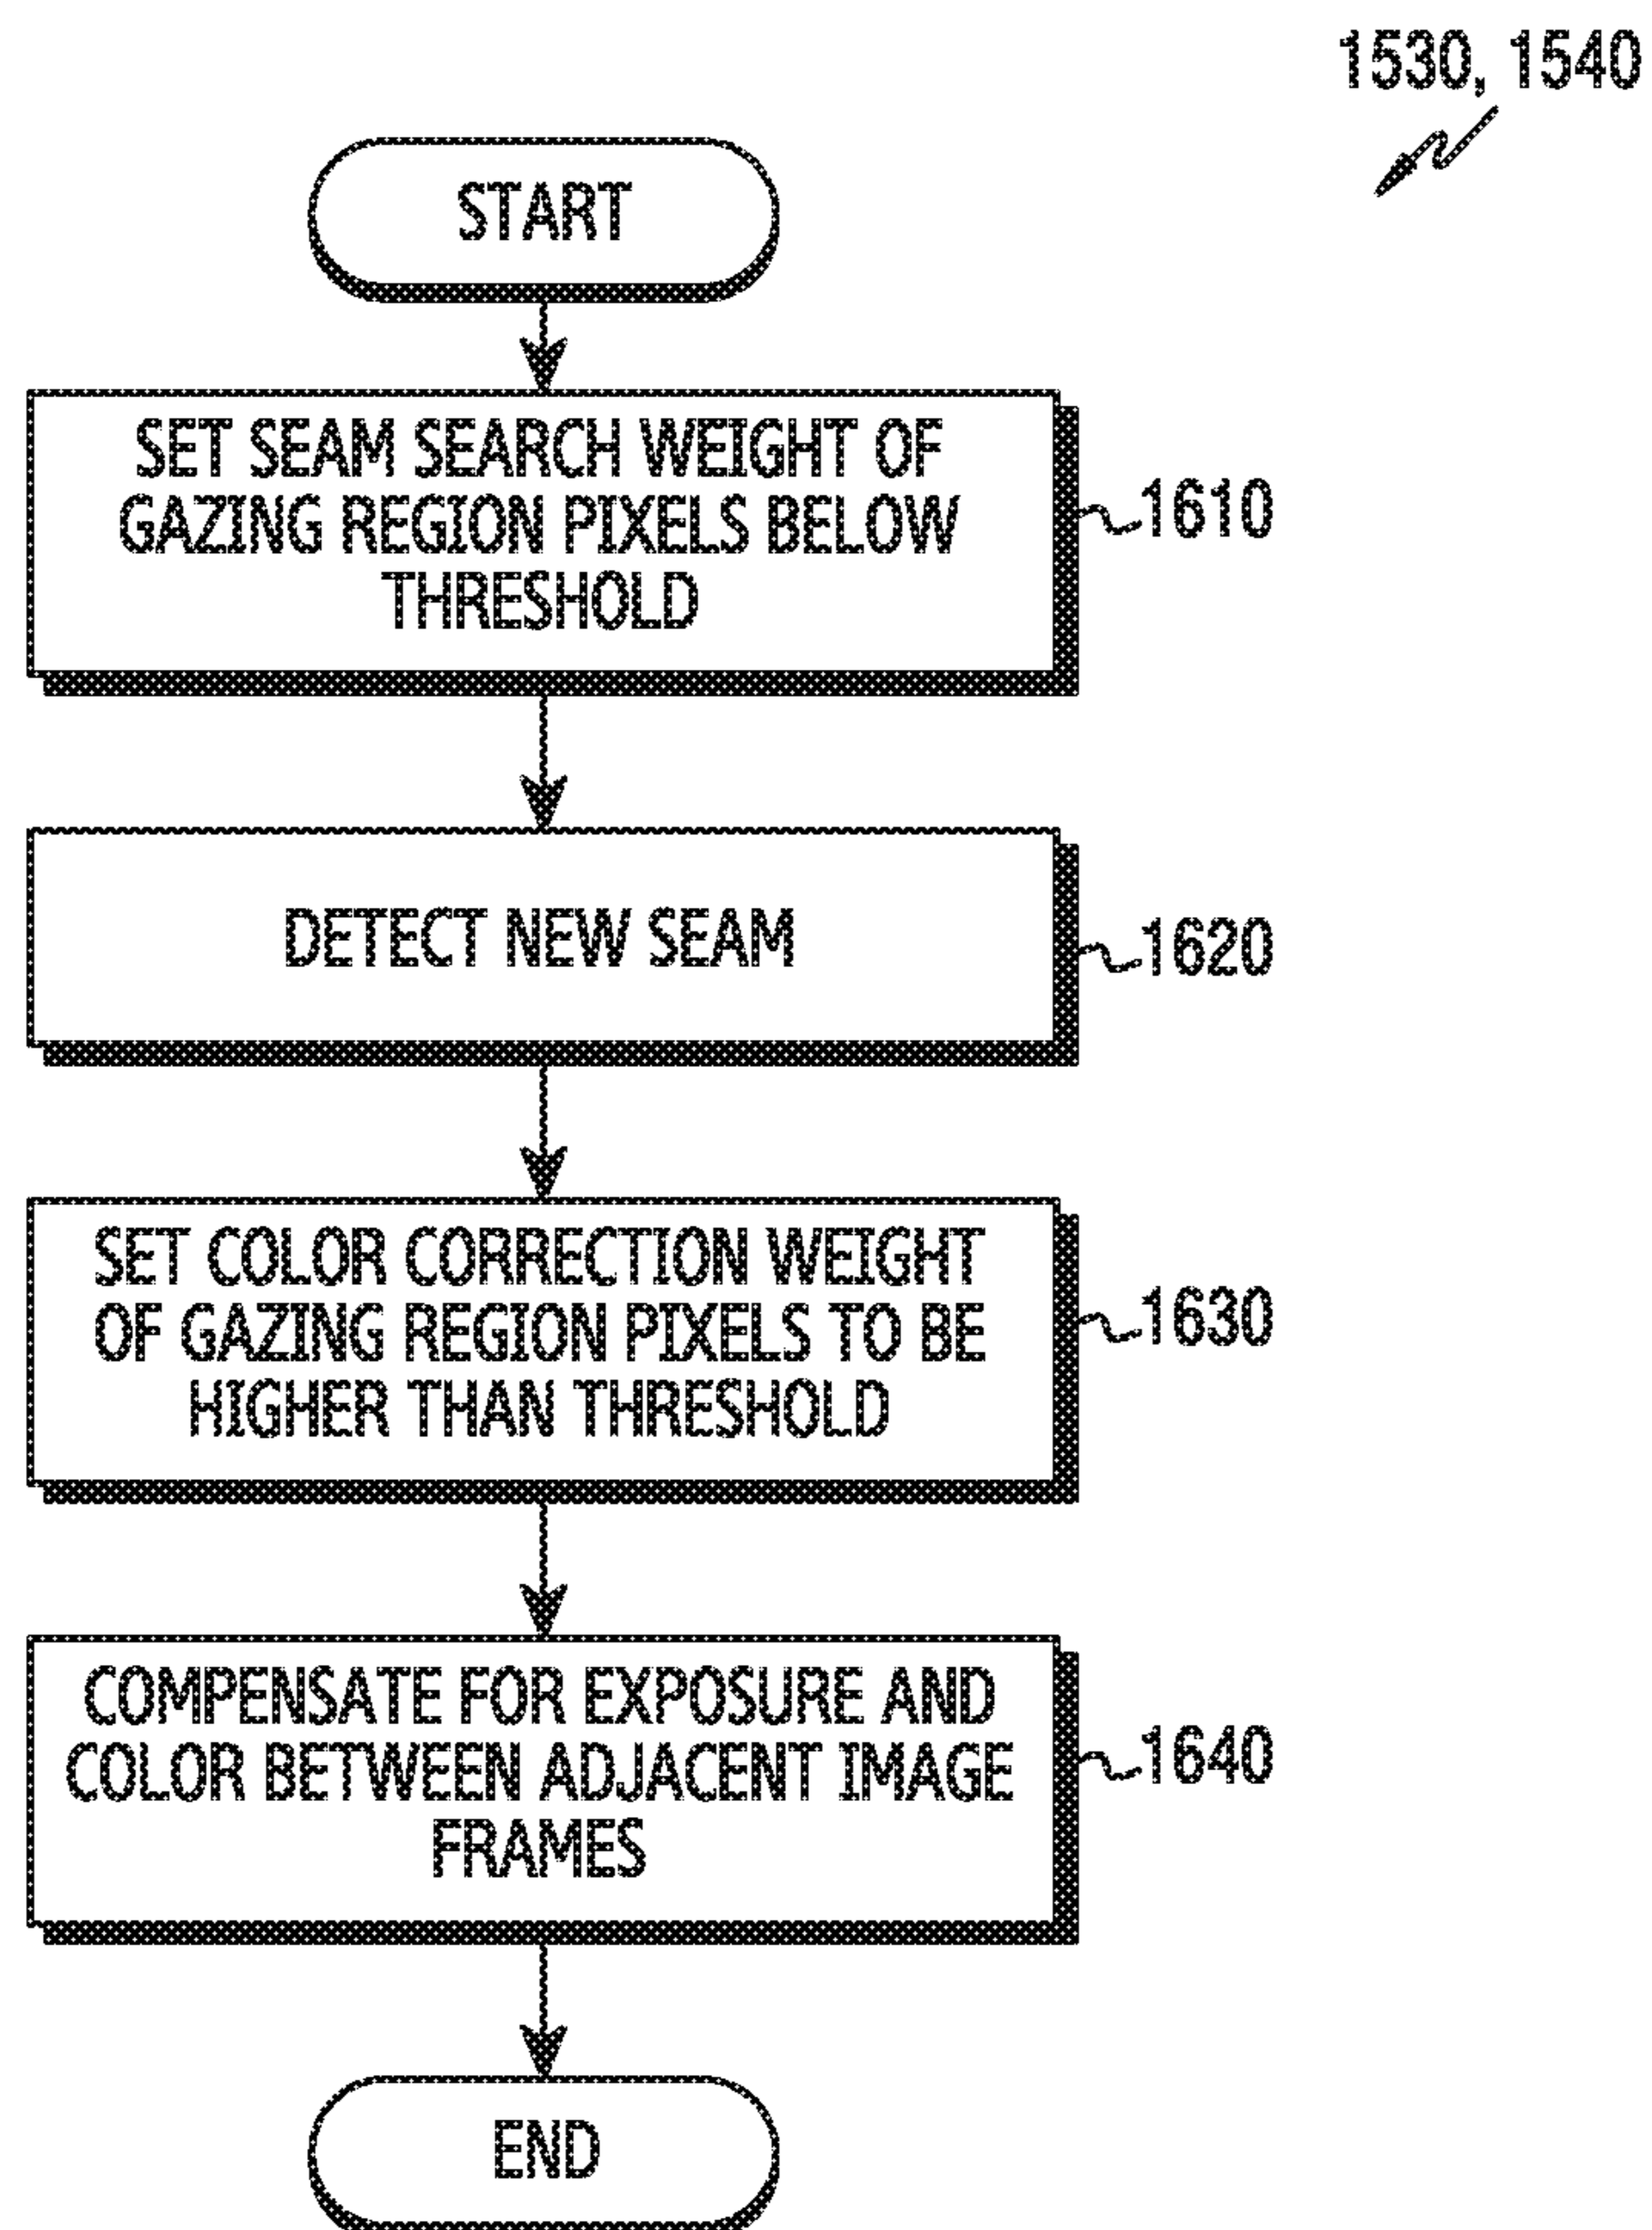 1530, 1540
START
SET SEAM SEARCH WEIGHT OF
GAZING REGION PIXELS BELOW
THRESHOLD
1610
DETECT NEW SEAM
1620
SET COLOR CORRECTION WEIGHT
OF GAZING REGION PIXELS TO BE
HIGHER THAN THRESHOLD
1630
COMPENSATE FOR EXPOSURE AND
COLOR BETWEEN ADJACENT IMAGE
FRAMES
1640
END